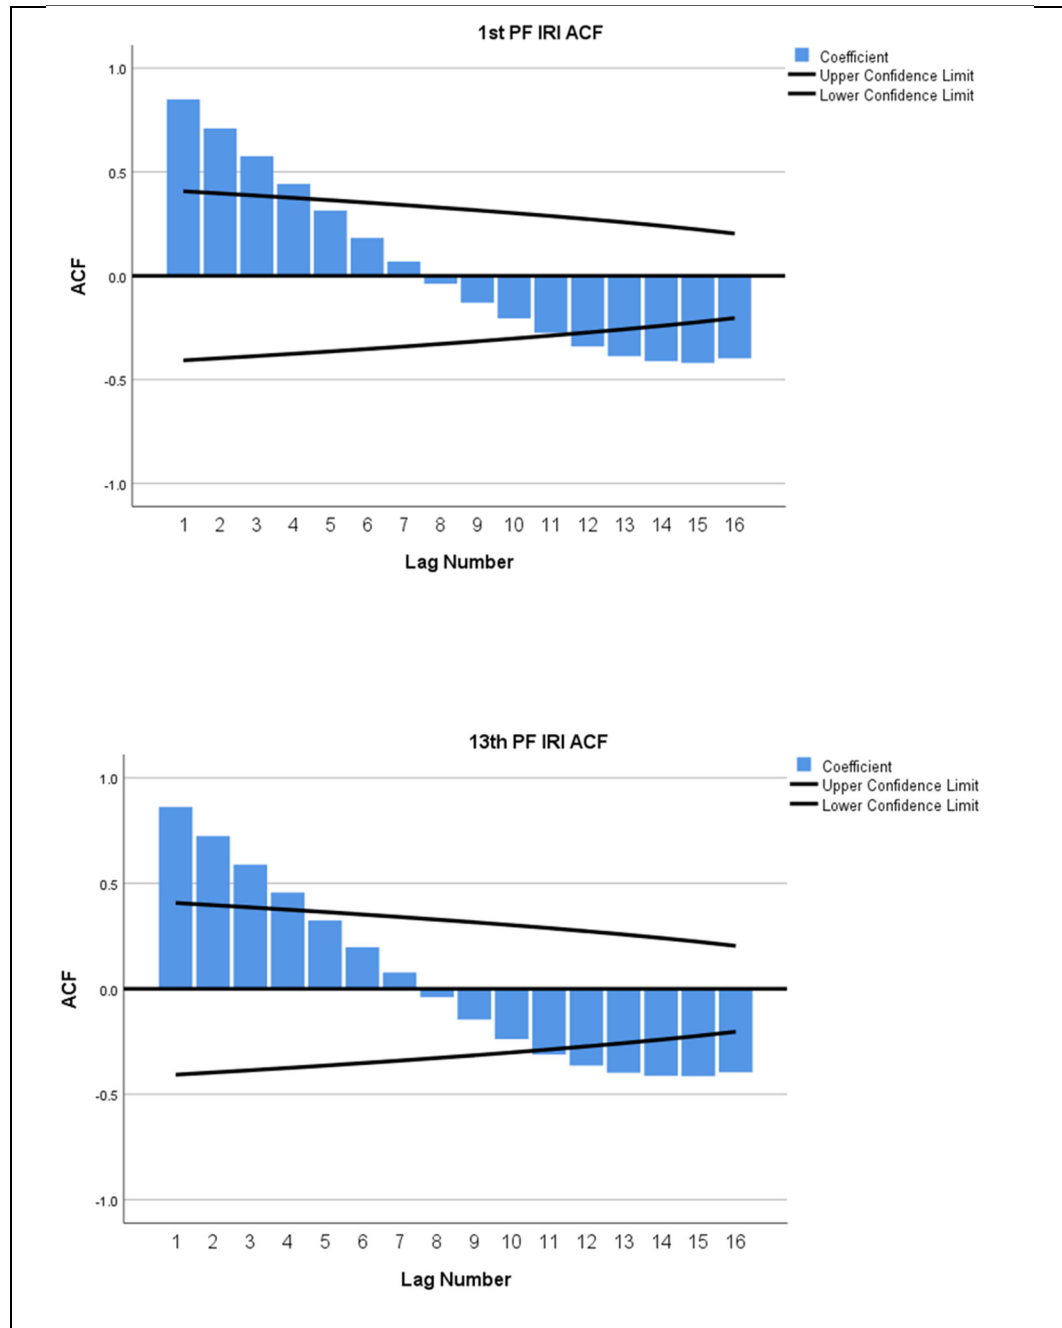 1st PF IRI ACF
Coefficient
Upper Confidence Limit
Lower Confidence Limit
1.0
0.5
0.0
-0.5
-1.0
ACF
1 2 3 4 5 6 7 8 9 10 11 12 13 14 15 16
Lag Number
13th PF IRI ACF
Coefficient
Upper Confidence Limit
Lower Confidence Limit
1.0
0.5
0.0
-0.5
-1.0
ACF
1 2 3 4 5 6 7 8 9 10 11 12 13 14 15 16
Lag Number